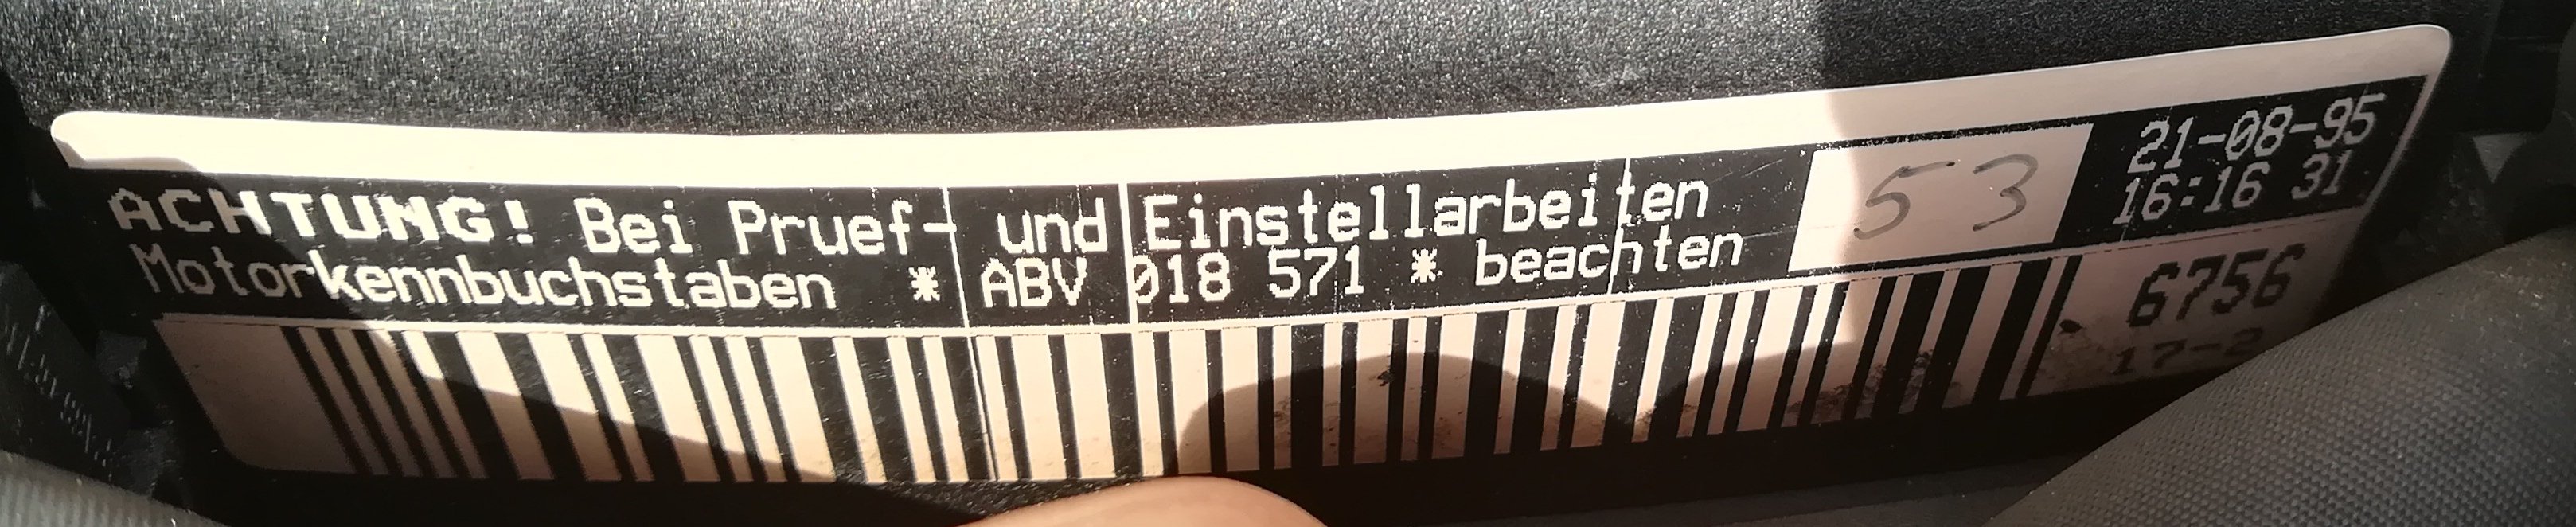 ACHTUNG! Bei Pruef- und Einstellarbeiten
Motorkennbuchstaben * ABV 018 571 * beachten
53
21-08-95
16:16 31
6756
17-2